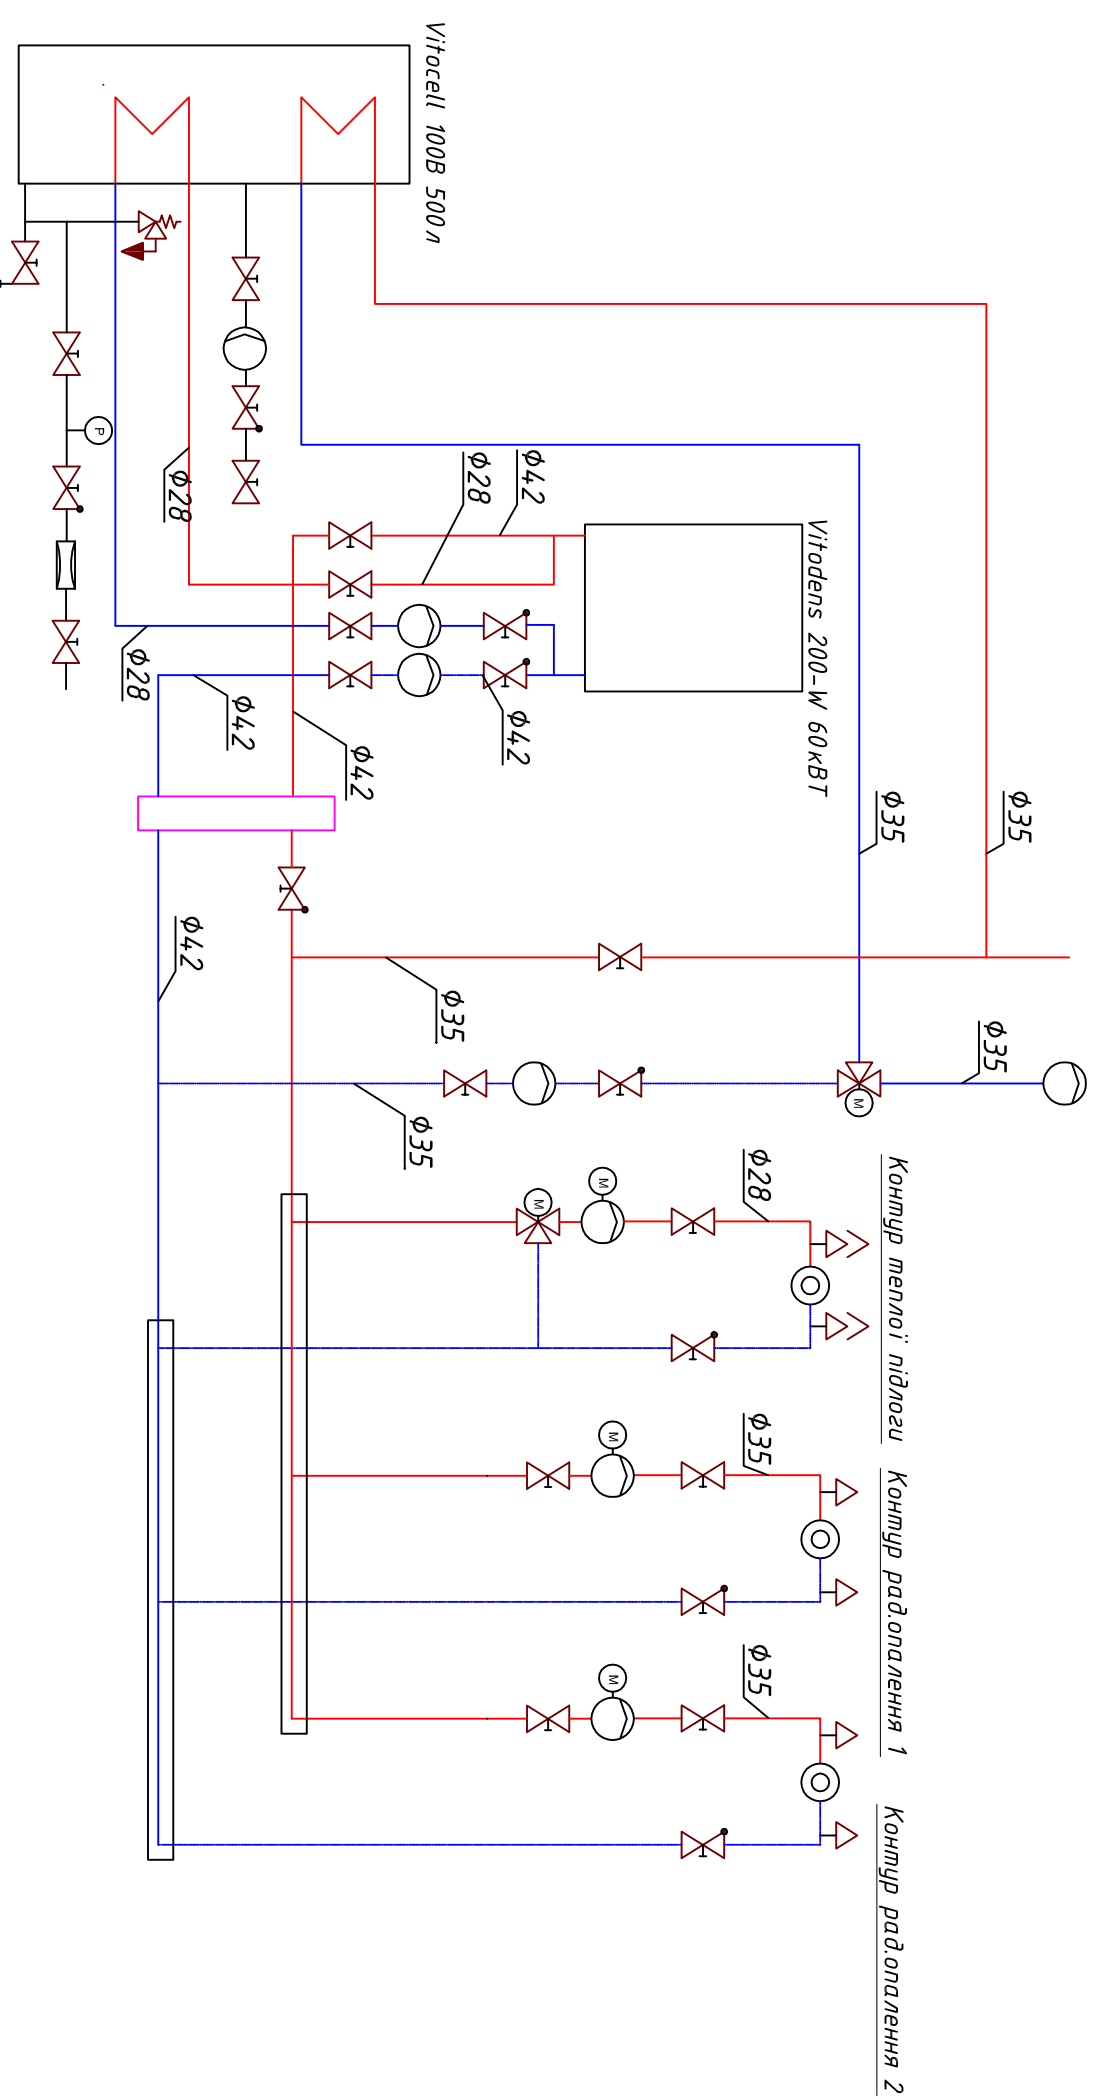 Vitocell 100B 500л
Vitodens 200-W 60кВт
Контур теплої підлоги
Контур рад.опалення 1
Контур рад.опалення 2
Ф35
Ф35
Ф35
Ф42
Ф28
Ф28
Ф28
Ф42
Ф42
Ф42
Ф42
Ф35
Ф35
Ф28
Ф35
Ф35
P
M
M
M
M
M